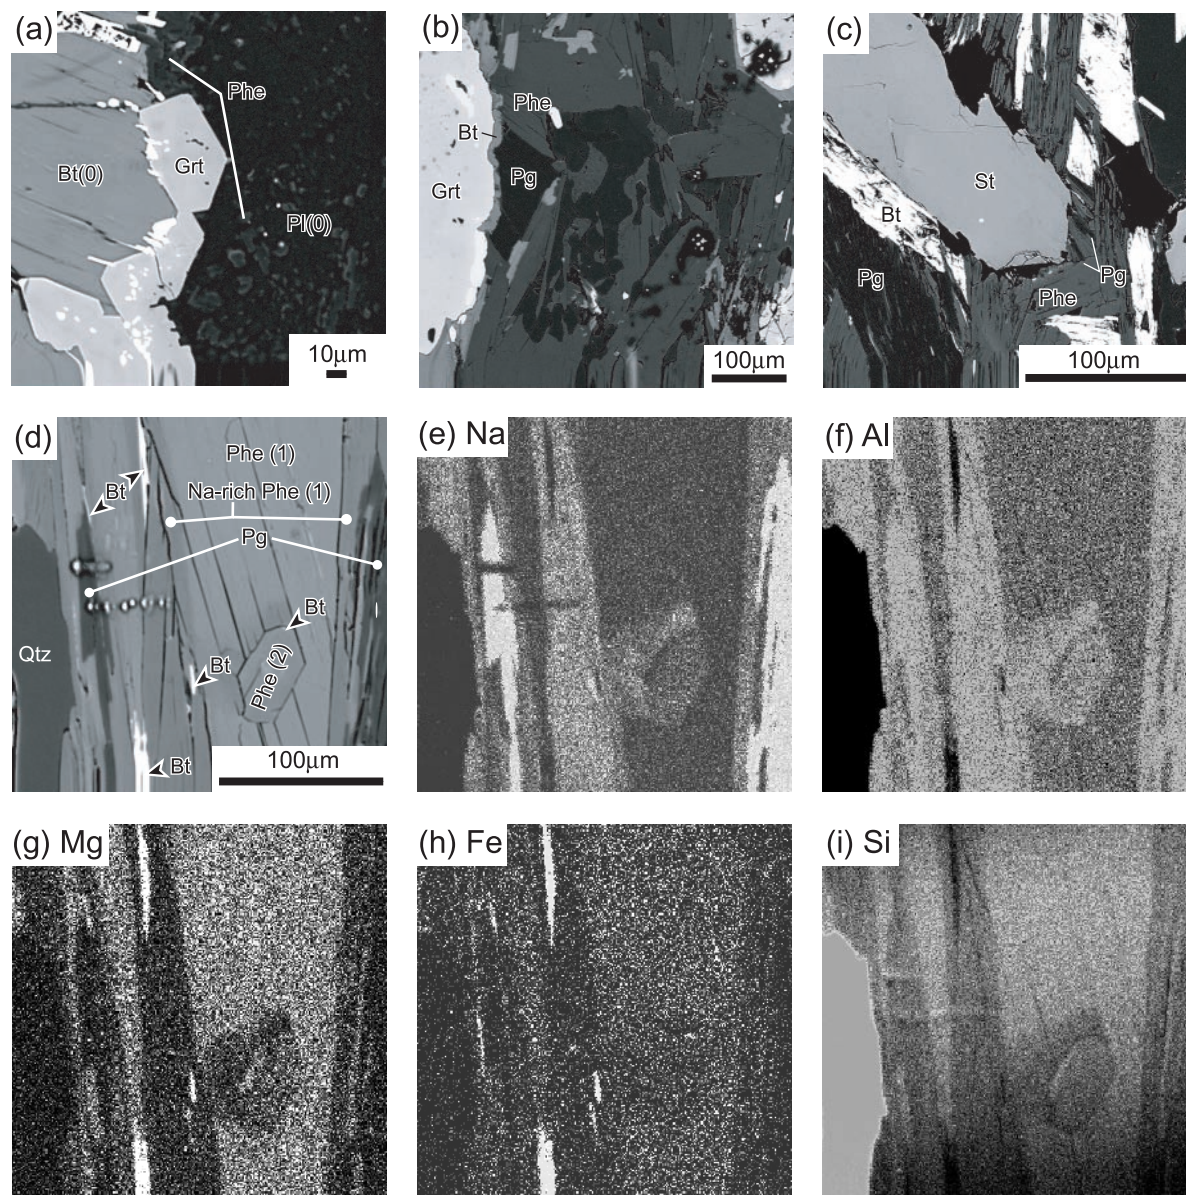 (a)
Phe
Bt(0)
Grt
Pl(0)
10μm
(b)
Phe
Bt
Pg
Grt
100μm
(c)
St
Bt
Pg
Pg
Phe
100μm
(d)
Phe (1)
Bt
Na-rich Phe (1)
Pg
Bt
Qtz
Phe (2)
Bt
Bt
100μm
(e) Na
(f) Al
(g) Mg
(h) Fe
(i) Si